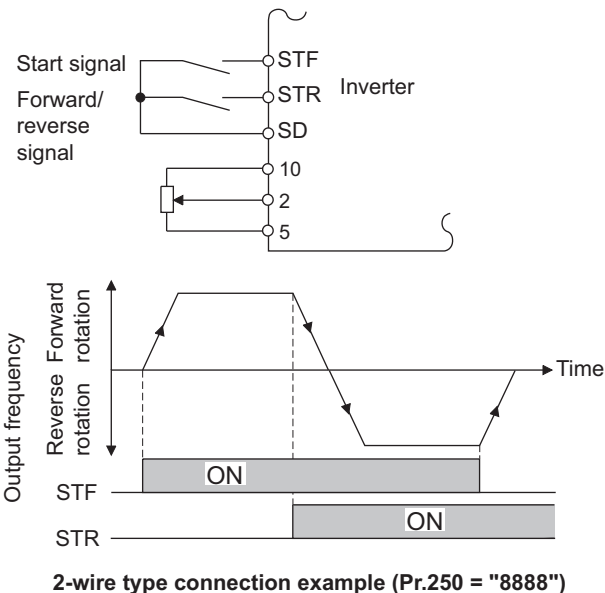 Start signal
Forward/
reverse
signal
STF
STR
SD
10
2
5
Inverter
Output frequency
Reverse Forward
rotation rotation
Time
STF
ON
STR
ON
2-wire type connection example (Pr.250 = "8888")